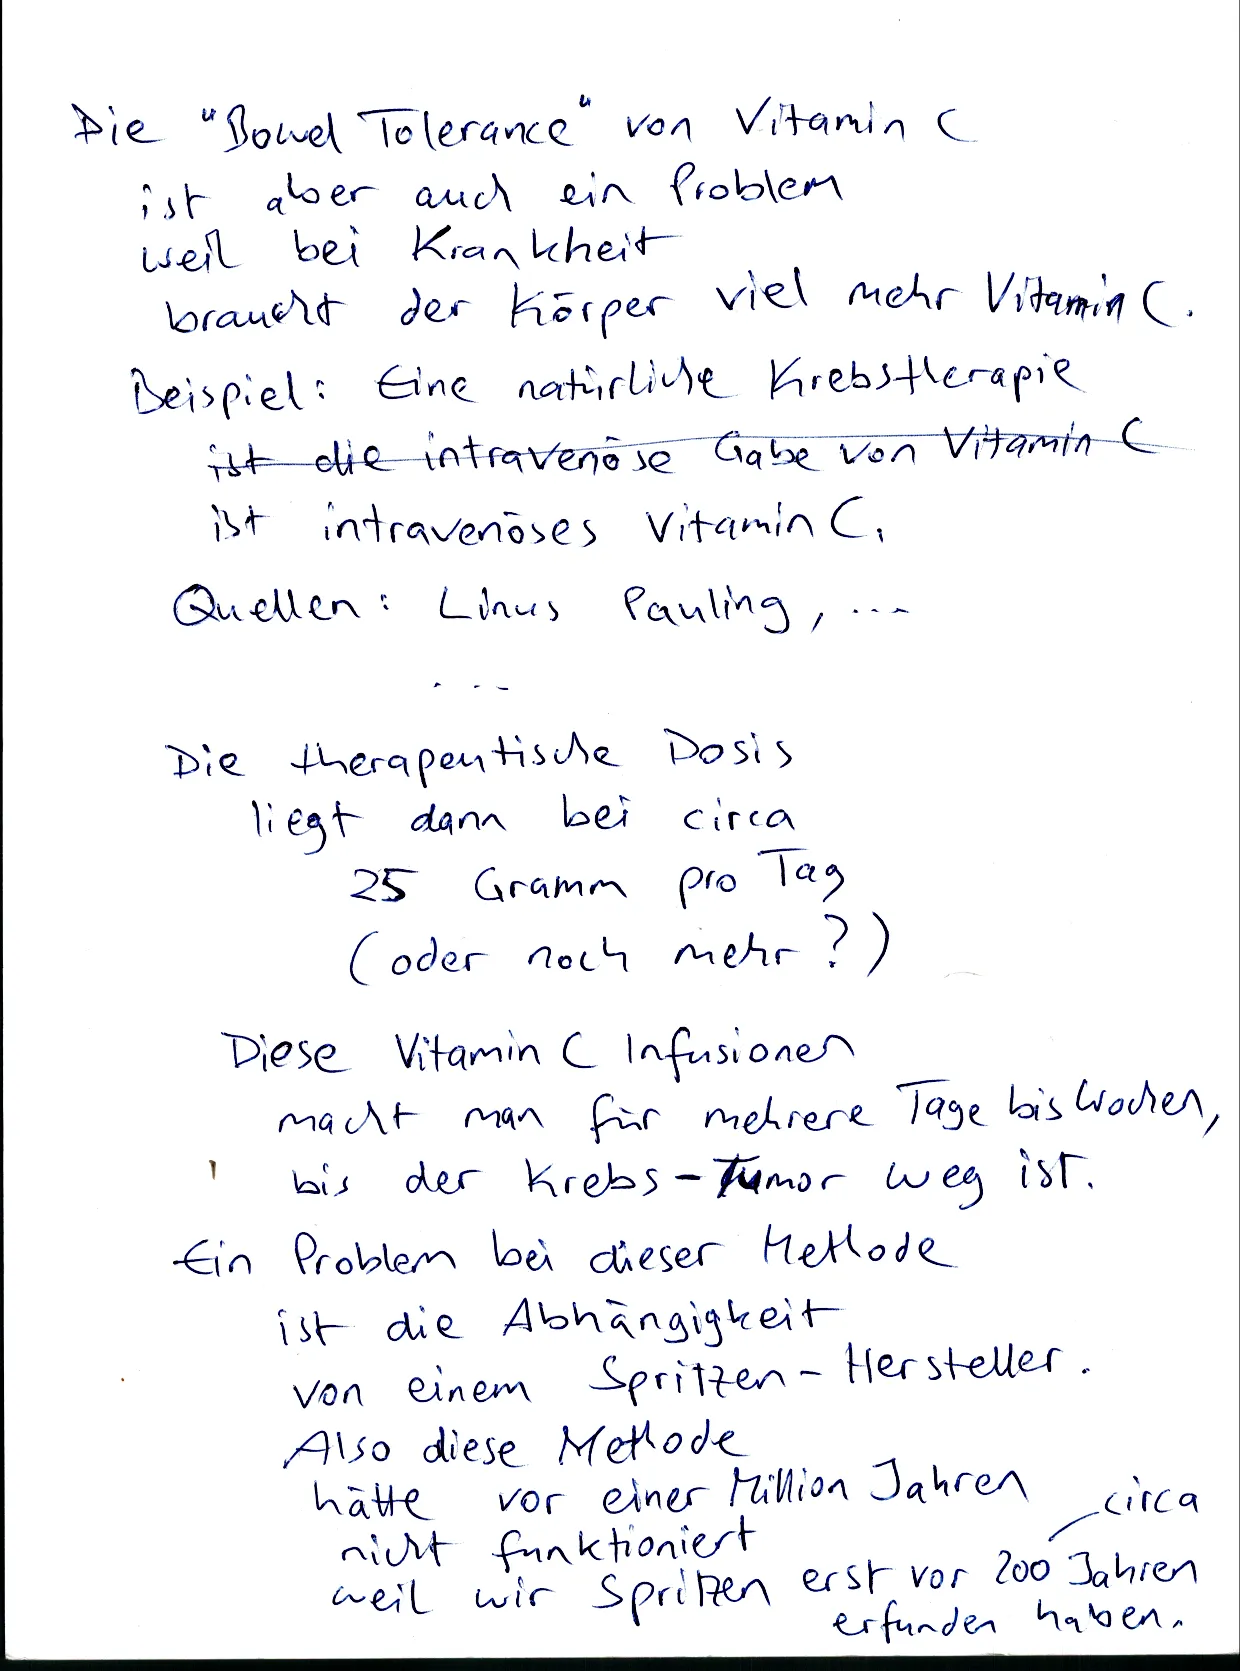 Die "Bowel Tolerance" von Vitamin C
ist aber auch ein Problem
weil bei Krankheit
braucht der Körper viel mehr Vitamin C.
Beispiel: Eine natürliche Krebstherapie
ist die intravenöse Gabe von Vitamin C
ist intravenöses Vitamin C.
Quellen: Linus Pauling, ...
...
Die therapeutische Dosis
liegt dann bei circa
25 Gramm pro Tag
(oder noch mehr?)
Diese Vitamin C Infusionen
macht man für mehrere Tage bis Wochen,
bis der Krebs-Tumor weg ist.
Ein Problem bei dieser Methode
ist die Abhängigkeit
von einem Spritzen-Hersteller.
Also diese Methode
hätte vor einer Million Jahren
circa
nicht funktioniert
weil wir Spritzen erst vor 200 Jahren
erfunden haben.